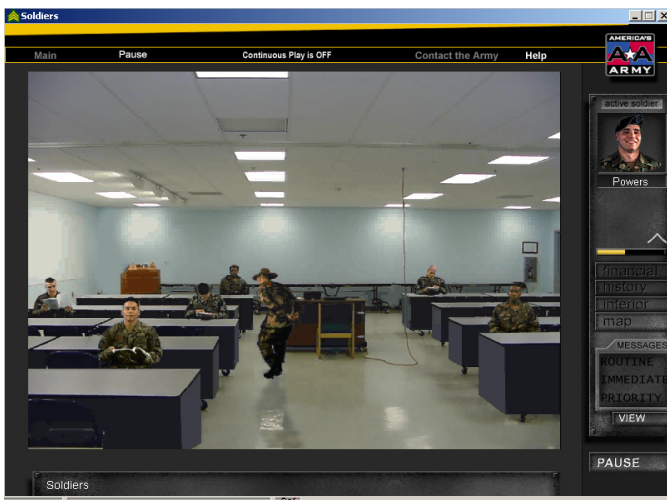 Soldiers
Main Pause Continuous Play is OFF Contact the Army Help
AMERICA'S
ARMY
active soldier
Powers
financial
history
interior
map
MESSAGES
ROUTINE
IMMEDIATE
PRIORITY
VIEW
PAUSE
Soldiers